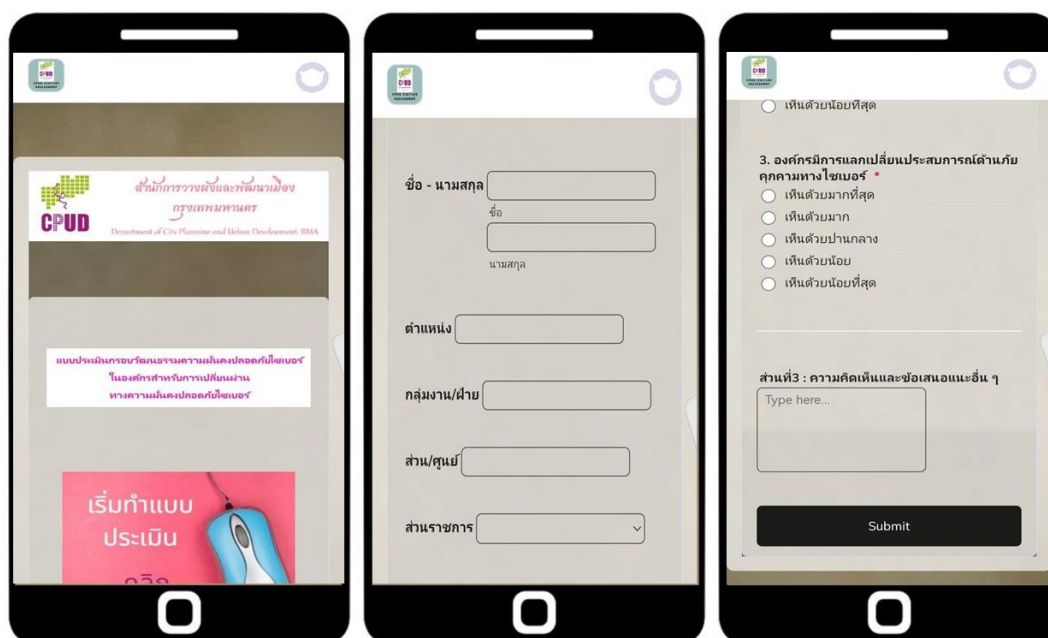 CPUD
CPUD CULTURE
ASSESSMENT
CPUD
สำนักการวางผังและพัฒนาเมือง
กรุงเทพมหานคร
Department of City Planning and Urban Development, BMA
แบบประเมินกรอบวัฒนธรรมความมั่นคงปลอดภัยไซเบอร์
ในองค์กรสำหรับการเปลี่ยนผ่าน
ทางความมั่นคงปลอดภัยไซเบอร์
เริ่มทำแบบ
ประเมิน
คลิก
CPUD
CPUD CULTURE
ASSESSMENT
ชื่อ - นามสกุล
ชื่อ
นามสกุล
ตำแหน่ง
กลุ่มงาน/ฝ่าย
ส่วน/ศูนย์
ส่วนราชการ
CPUD
CPUD CULTURE
ASSESSMENT
เห็นด้วยน้อยที่สุด
3. องค์กรมีการแลกเปลี่ยนประสบการณ์ด้านภัย
คุกคามทางไซเบอร์ *
เห็นด้วยมากที่สุด
เห็นด้วยมาก
เห็นด้วยปานกลาง
เห็นด้วยน้อย
เห็นด้วยน้อยที่สุด
ส่วนที่3 : ความคิดเห็นและข้อเสนอแนะอื่น ๆ
Type here...
Submit